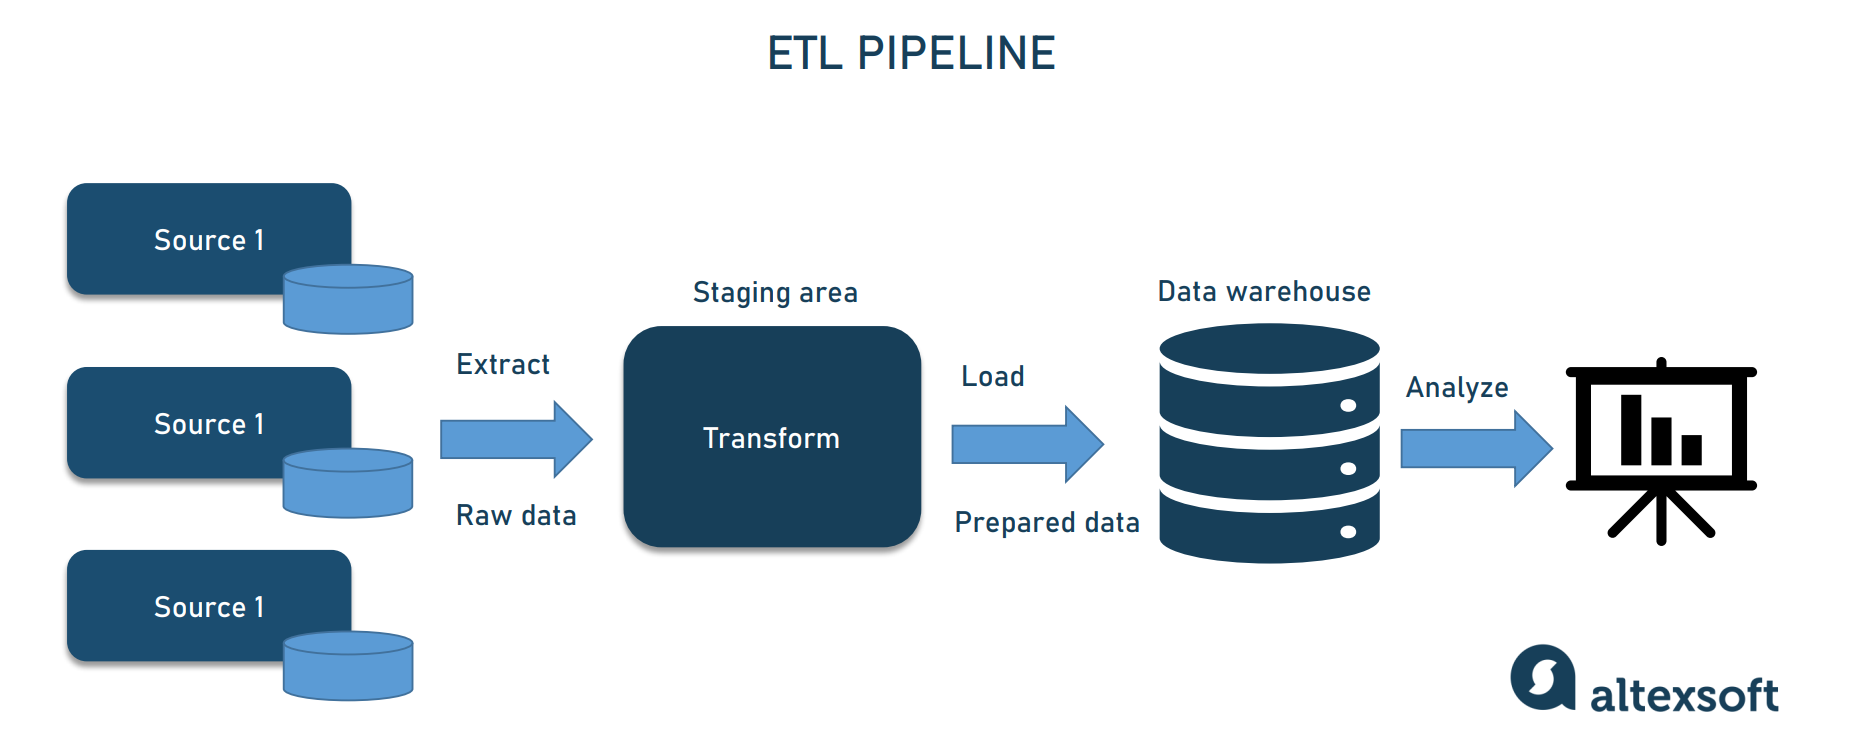 ETL PIPELINE
Source 1
Source 1
Source 1
Extract
Raw data
Staging area
Transform
Load
Prepared data
Data warehouse
Analyze
altexsoft